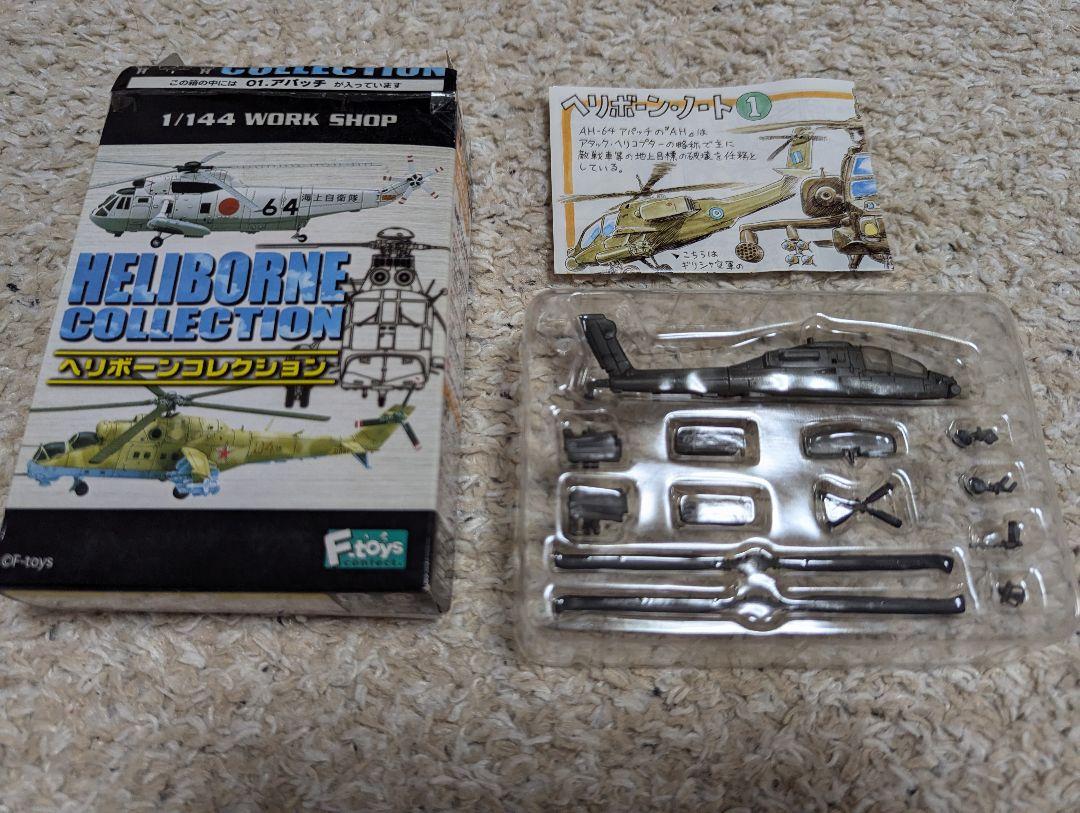 COLLECTION
この箱の中には 01.アパッチ が入っています
1/144 WORK SHOP
64
海上自衛隊
HELIBORNE
COLLECTION
ヘリボーンコレクション
F-toys
confect.
©F-toys
ヘリボーン・ノート 1
AH-64 アパッチの『AH』は
アタック・ヘリコプターの略称で主に
敵戦車等の地上目標の破壊を任務と
している。
こちらは
ギリシャ空軍の